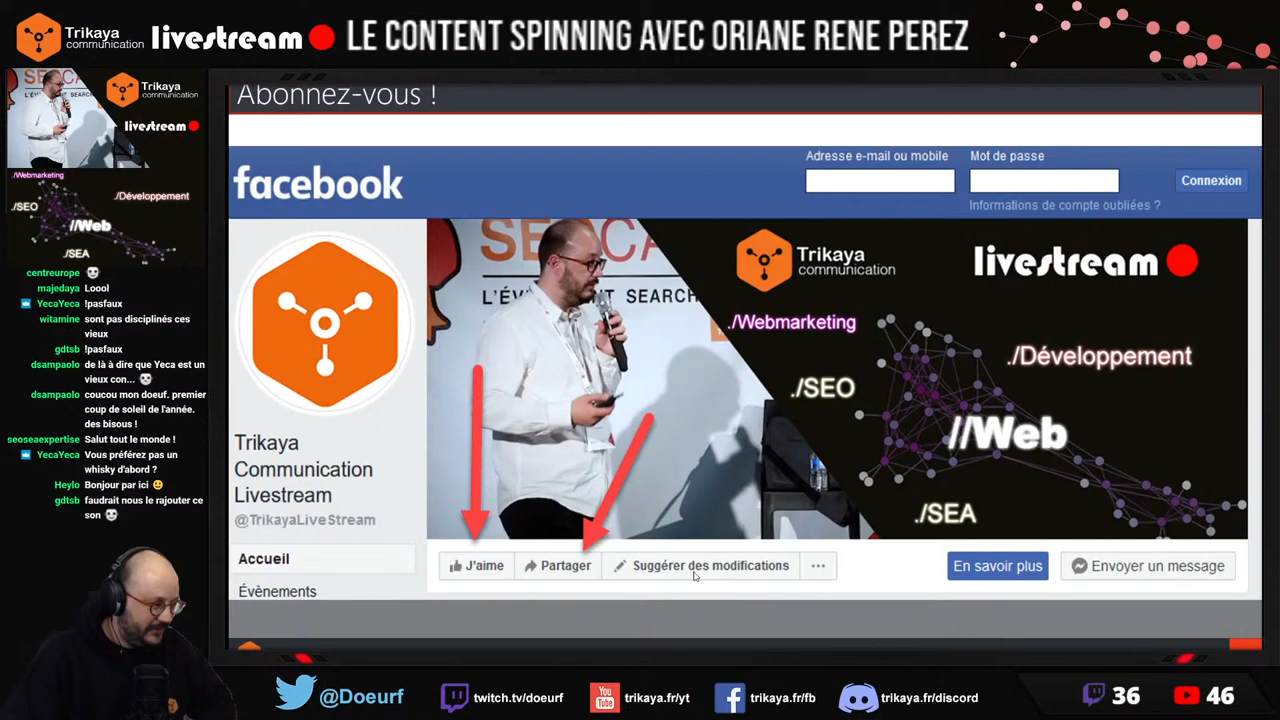 Trikaya
communication
livestream
LE CONTENT SPINNING AVEC ORIANE RENE PEREZ
Trikaya
communication
livestream
./Webmarketing
./Développement
./SEO
//Web
./SEA
centreurope
majedaya Loool
YecaYeca !pasfaux
witamine sont pas disciplinés ces
vieux
gdtsb !pasfaux
dsampaolo de là à dire que Yeca est un
vieux con...
dsampaolo coucou mon doeuf. premier
coup de soleil de l'année.
des bisous !
seoseaexpertise Salut tout le monde !
YecaYeca Vous préférez pas un
whisky d'abord ?
Heylo Bonjour par ici
gdtsb faudrait nous le rajouter ce
son
Abonnez-vous !
facebook
Adresse e-mail ou mobile
Mot de passe
Connexion
Informations de compte oubliées ?
L'ÉVÉNEMENT SEARCH
Trikaya
communication
livestream
./Webmarketing
./Développement
./SEO
//Web
./SEA
Trikaya
Communication
Livestream
@TrikayaLiveStream
Accueil
Évènements
J'aime
Partager
Suggérer des modifications
...
En savoir plus
Envoyer un message
@Doeurf
twitch.tv/doeurf
You
Tube
trikaya.fr/yt
trikaya.fr/fb
trikaya.fr/discord
36
46